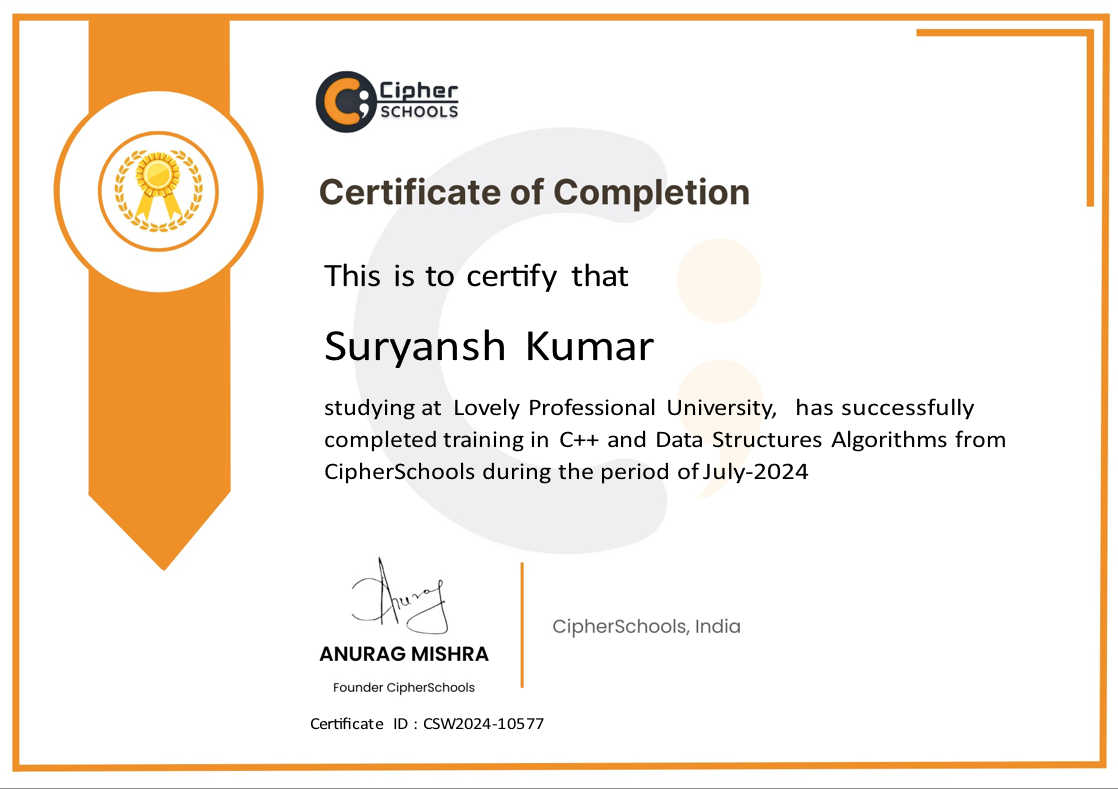 Cipher
SCHOOLS
Certificate of Completion
This is to certify that
Suryansh Kumar
studying at Lovely Professional University, has successfully
completed training in C++ and Data Structures Algorithms from
CipherSchools during the period of July-2024
Anurag
ANURAG MISHRA
Founder CipherSchools
CipherSchools, India
Certificate ID : CSW2024-10577